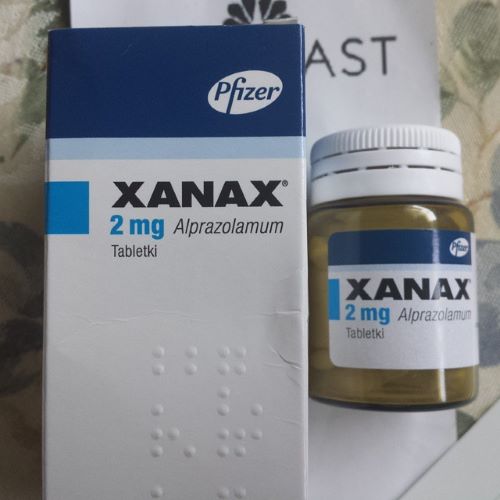 AST
Pfizer
XANAX®
2 mg Alprazolamum
Tabletki
Pfizer
XANAX
2 mg Alprazolamum
Tabletki